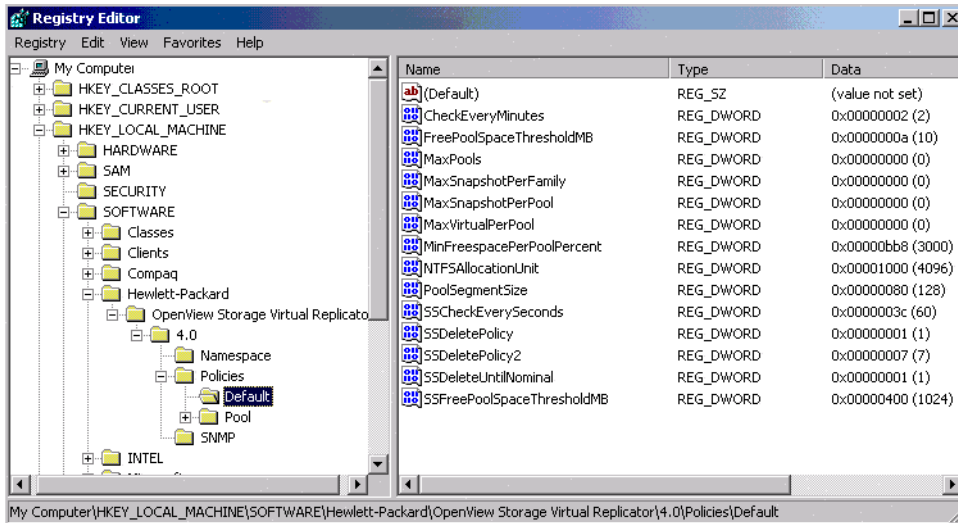 Registry Editor
Registry Edit View Favorites Help
My Computer
HKEY_CLASSES_ROOT
HKEY_CURRENT_USER
HKEY_LOCAL_MACHINE
HARDWARE
SAM
SECURITY
SOFTWARE
Classes
Clients
Compaq
Hewlett-Packard
OpenView Storage Virtual Replicato
4.0
Namespace
Policies
Default
Pool
SNMP
INTEL
Name Type Data
(Default) REG_SZ (value not set)
CheckEveryMinutes REG_DWORD 0x00000002 (2)
FreePoolSpaceThresholdMB REG_DWORD 0x0000000a (10)
MaxPools REG_DWORD 0x00000000 (0)
MaxSnapshotPerFamily REG_DWORD 0x00000000 (0)
MaxSnapshotPerPool REG_DWORD 0x00000000 (0)
MaxVirtualPerPool REG_DWORD 0x00000000 (0)
MinFreespacePerPoolPercent REG_DWORD 0x00000bb8 (3000)
NTFSAllocationUnit REG_DWORD 0x00001000 (4096)
PoolSegmentSize REG_DWORD 0x00000080 (128)
SSCheckEverySeconds REG_DWORD 0x0000003c (60)
SSDeletePolicy REG_DWORD 0x00000001 (1)
SSDeletePolicy2 REG_DWORD 0x00000007 (7)
SSDeleteUntilNominal REG_DWORD 0x00000001 (1)
SSFreePoolSpaceThresholdMB REG_DWORD 0x00000400 (1024)
My Computer\HKEY_LOCAL_MACHINE\SOFTWARE\Hewlett-Packard\OpenView Storage Virtual Replicator\4.0\Policies\Default